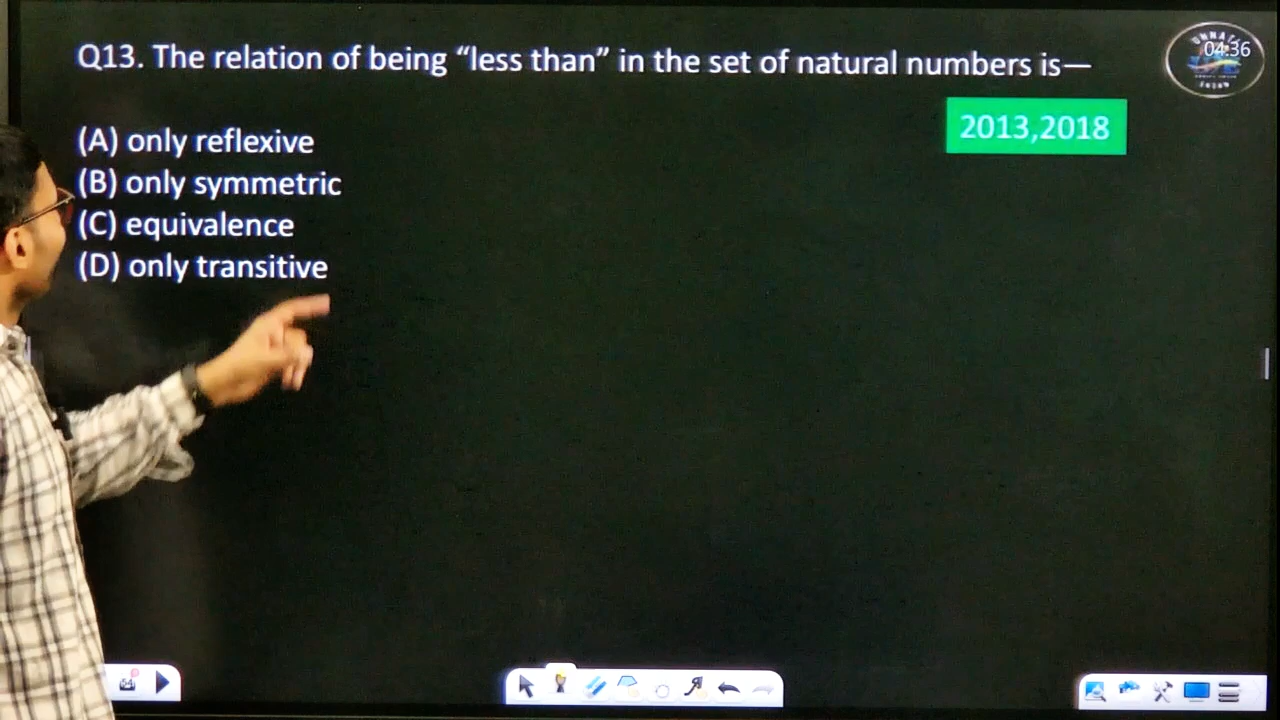 Q13. The relation of being “less than” in the set of natural numbers is—
04:36
2013,2018
(A) only reflexive
(B) only symmetric
(C) equivalence
(D) only transitive